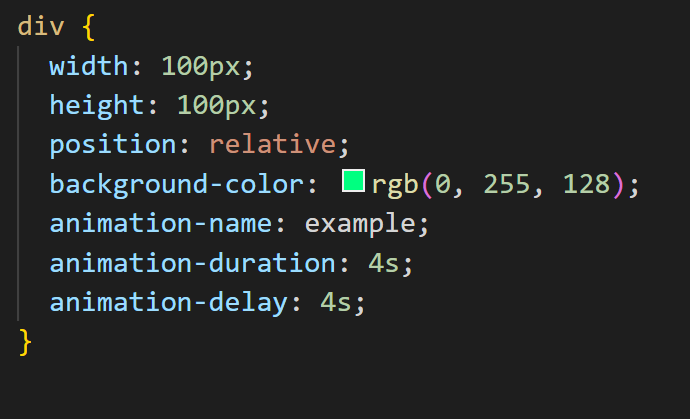 div {
  width: 100px;
  height: 100px;
  position: relative;
  background-color: rgb(0, 255, 128);
  animation-name: example;
  animation-duration: 4s;
  animation-delay: 4s;
}